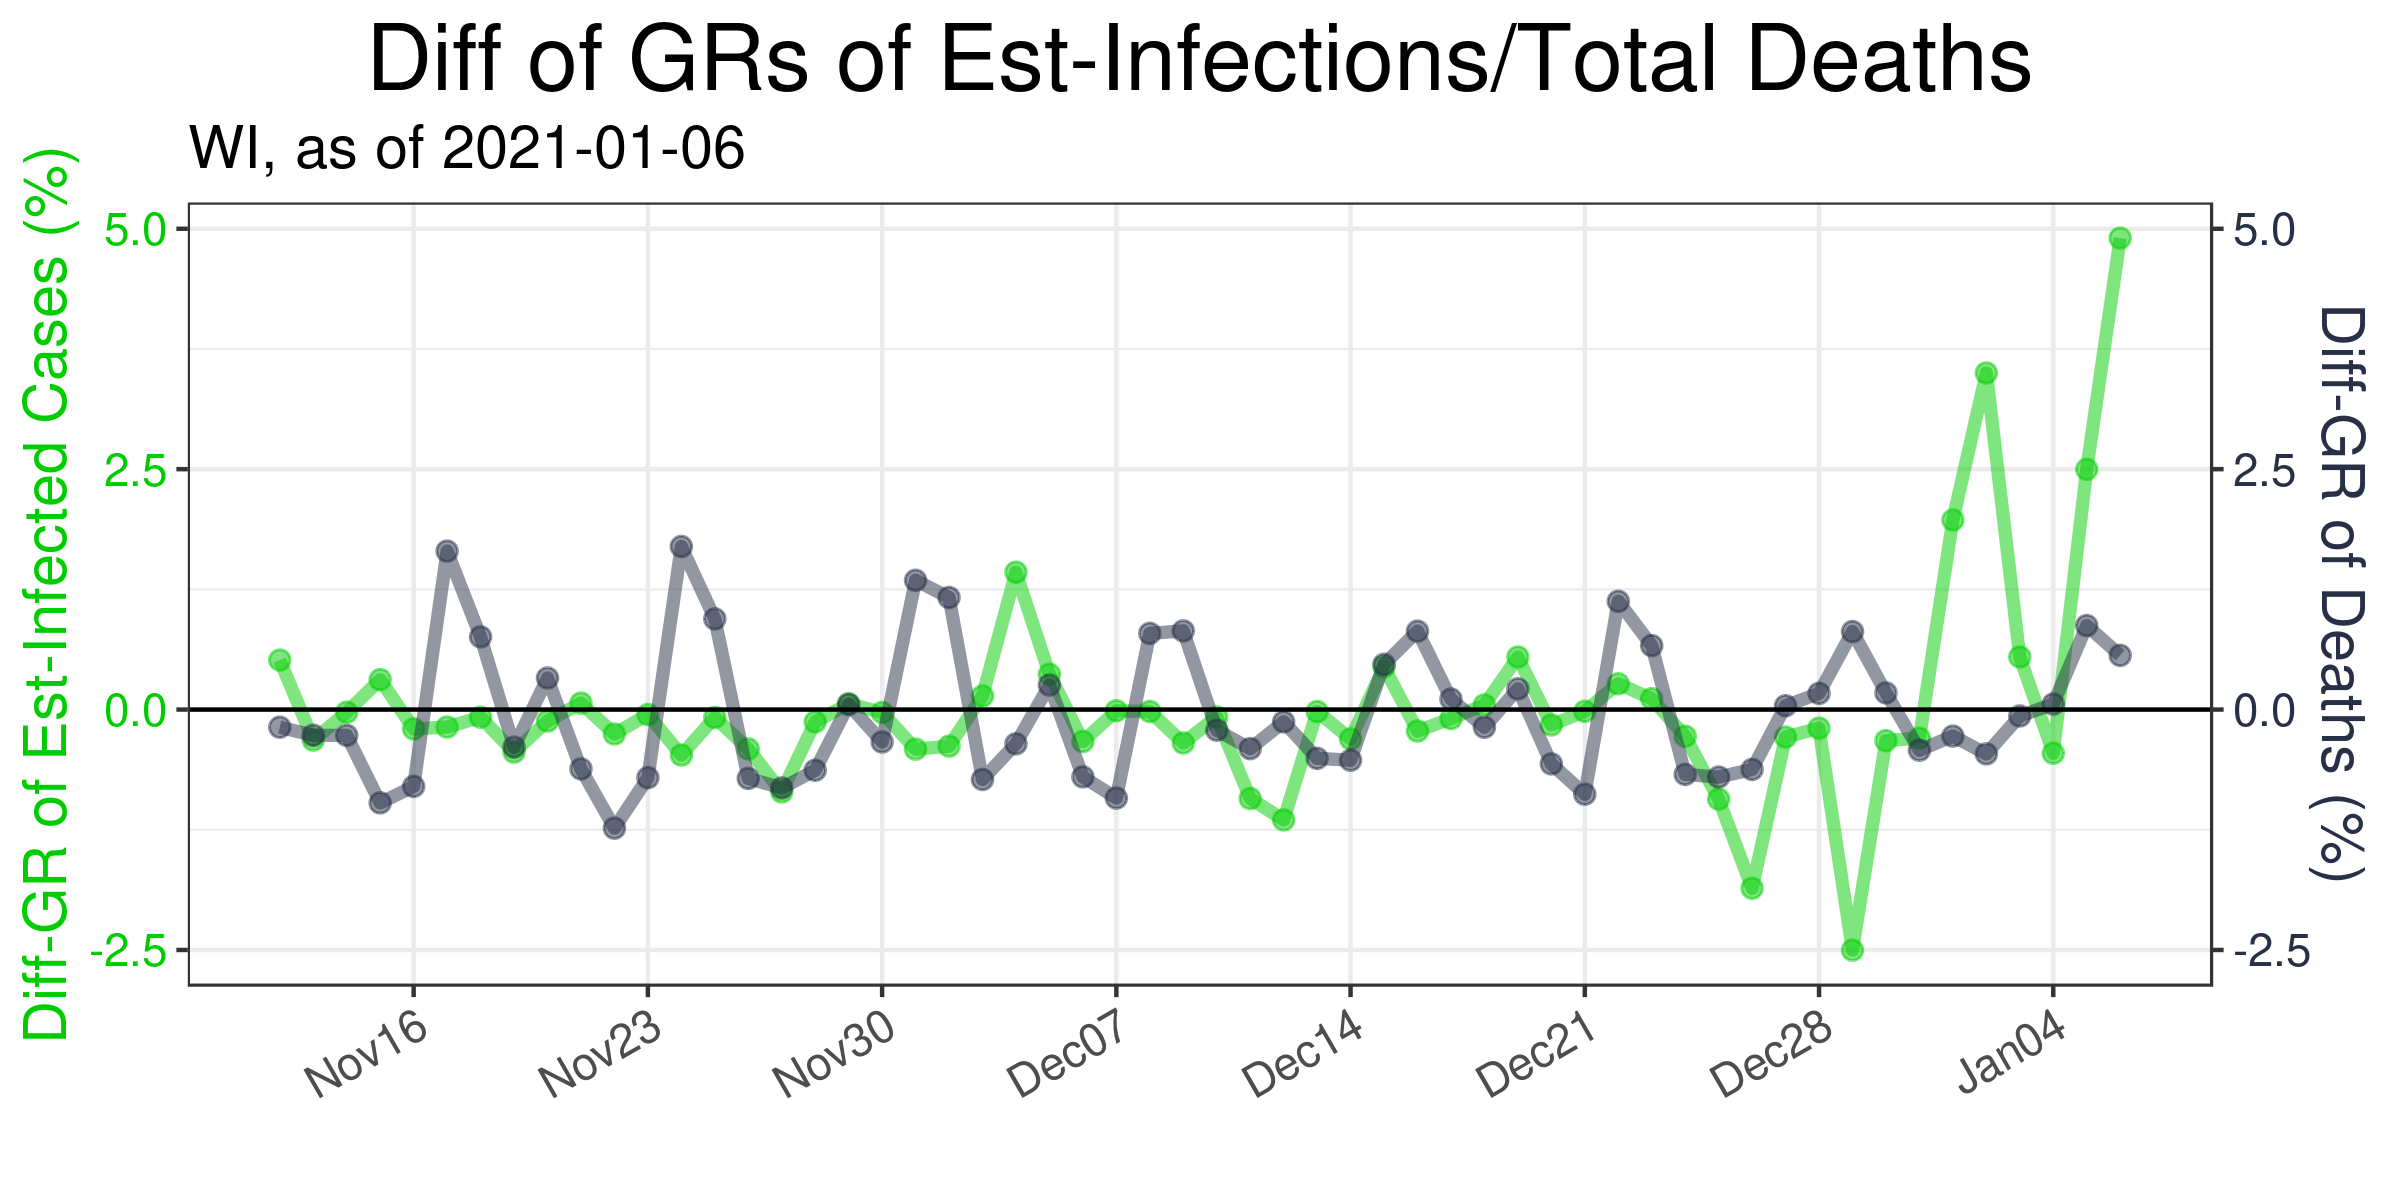 Diff of GRs of Est-Infections/Total Deaths
WI, as of 2021-01-06
Diff-GR of Est-Infected Cases (%)
5.0
2.5
0.0
-2.5
5.0
2.5
0.0
-2.5
Diff-GR of Deaths (%)
Nov16 Nov23 Nov30 Dec07 Dec14 Dec21 Dec28 Jan04